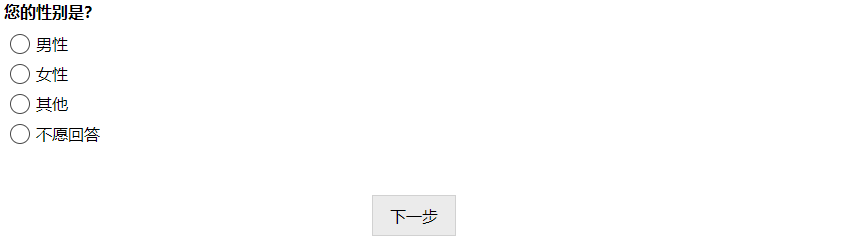 您的性别是?
男性
女性
其他
不愿回答
下一步